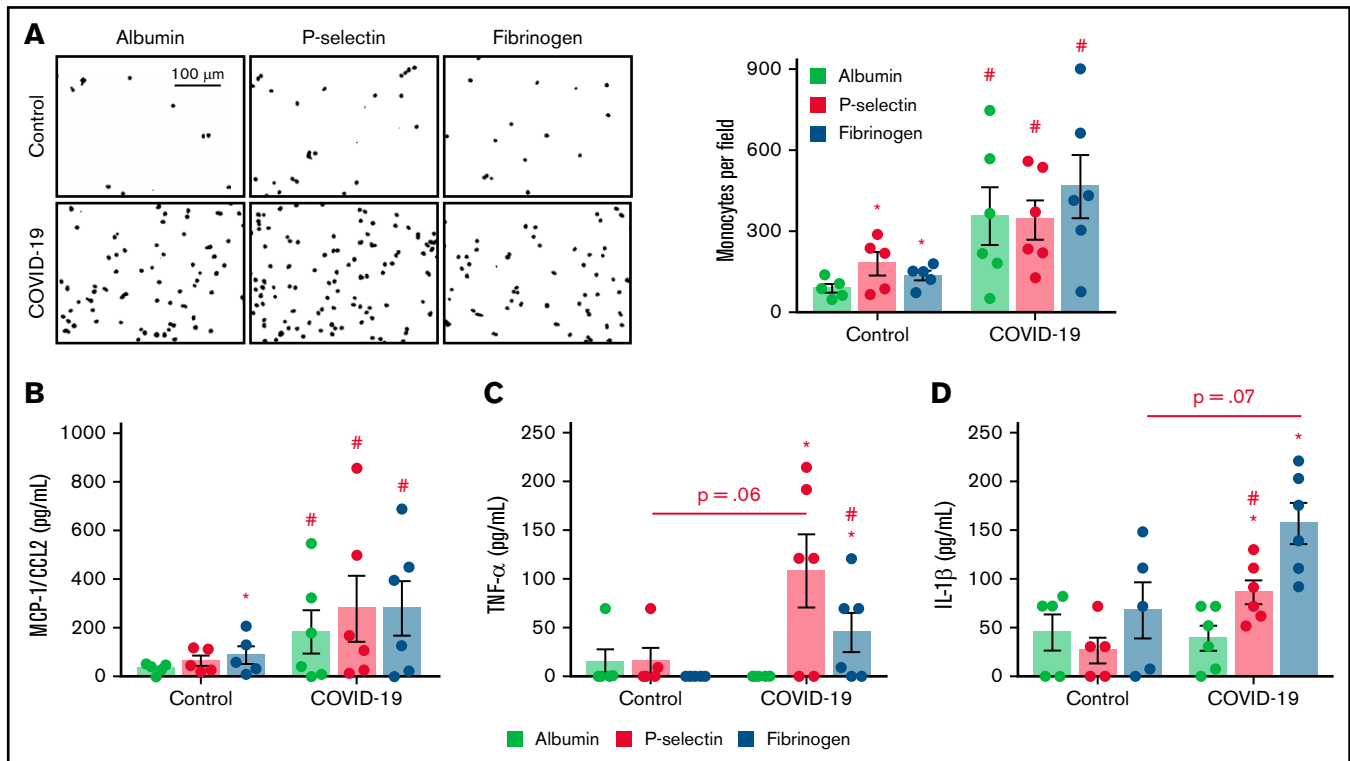 A
Albumin P-selectin Fibrinogen
100 μm
Control
COVID-19
Monocytes per field
900
600
300
0
Albumin
P-selectin
Fibrinogen
* * # # #
Control COVID-19
B
MCP-1/CCL2 (pg/mL)
1000
800
600
400
200
0
* # # #
Control COVID-19
C
TNF-α (pg/mL)
250
200
150
100
50
0
p = .06
*
#
*
Control COVID-19
D
IL-1β (pg/mL)
250
200
150
100
50
0
p = .07
#
*
*
Control COVID-19
Albumin P-selectin Fibrinogen